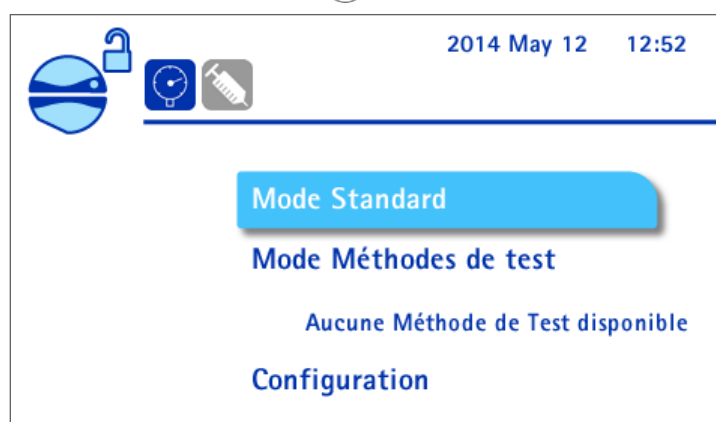 2014 May 12 12:52
Mode Standard
Mode Méthodes de test
Aucune Méthode de Test disponible
Configuration